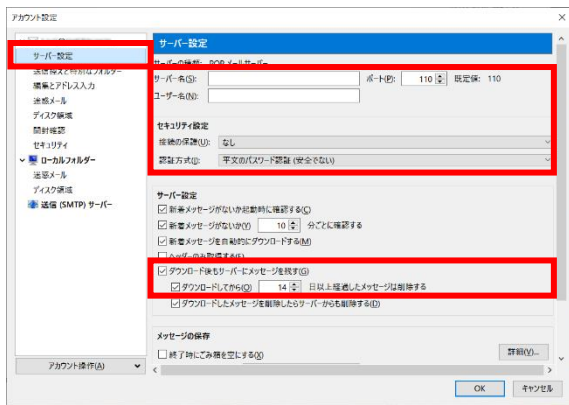 アカウント設定
サーバー設定
送信控えと特別なフォルダー
編集とアドレス入力
迷惑メール
ディスク領域
開封確認
セキュリティ
ローカルフォルダー
迷惑メール
ディスク領域
送信 (SMTP) サーバー
アカウント操作(A)
サーバー設定
サーバーの種類: POP メールサーバー
サーバー名(S): ポート(P): 110 既定値: 110
ユーザー名(N):
セキュリティ設定
接続の保護(U): なし
認証方式(I): 平文のパスワード認証 (安全でない)
サーバー設定
新着メッセージがないか起動時に確認する(C)
新着メッセージがないか(Y) 10 分ごとに確認する
新着メッセージを自動的にダウンロードする(M)
ヘッダーのみ取得する(F)
ダウンロード後もサーバーにメッセージを残す(G)
ダウンロードしてから(O) 14 日以上経過したメッセージは削除する
ダウンロードしたメッセージを削除したらサーバーからも削除する(D)
メッセージの保存
終了時にごみ箱を空にする(X)
詳細(V)...
OK キャンセル